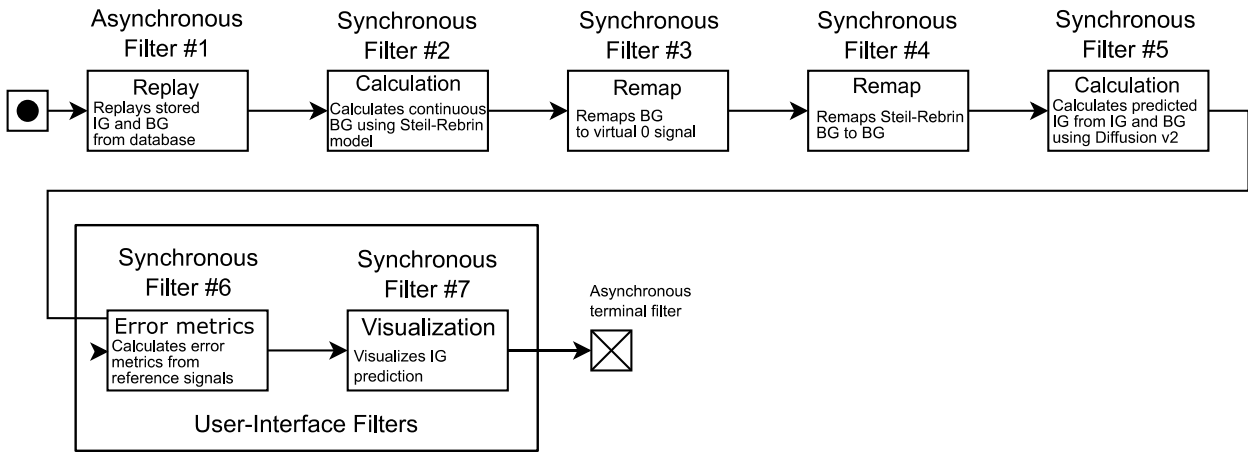 Asynchronous
Filter #1
Replay
Replays stored
IG and BG
from database
Synchronous
Filter #2
Calculation
Calculates continuous
BG using Steil-Rebrin
model
Synchronous
Filter #3
Remap
Remaps BG
to virtual 0 signal
Synchronous
Filter #4
Remap
Remaps Steil-Rebrin
BG to BG
Synchronous
Filter #5
Calculation
Calculates predicted
IG from IG and BG
using Diffusion v2
Synchronous
Filter #6
Error metrics
Calculates error
metrics from
reference signals
Synchronous
Filter #7
Visualization
Visualizes IG
prediction
Asynchronous
terminal filter
User-Interface Filters